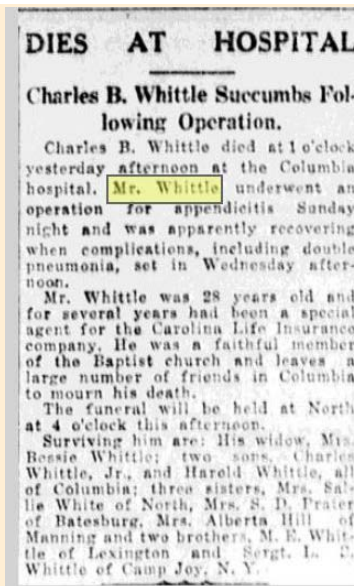 DIES AT HOSPITAL
Charles B. Whittle Succumbs Fol-
lowing Operation.
Charles B. Whittle died at 1 o'clock
yesterday afternoon at the Columbia
hospital. Mr. Whittle underwent an
operation for appendicitis Sunday
night and was apparently recovering
when complications, including double
pneumonia, set in Wednesday after-
noon.
Mr. Whittle was 28 years old and
for several years had been a special
agent for the Carolina Life Insurance
company. He was a faithful member
of the Baptist church and leaves a
large number of friends in Columbia
to mourn his death.
The funeral will be held at North
at 4 o'clock this afternoon.
Surviving him are: His widow, Mrs.
Bessie Whittle; two sons, Charles
Whittle, Jr., and Harold Whittle, all
of Columbia; three sisters, Mrs. Sal-
lie White of North, Mrs. S. D. Prater
of Batesburg, Mrs. Alberta Hill of
Manning and two brothers, M. E. Whit-
tle of Lexington and Sergt. L.
Whittle of Camp Joy, N. Y.